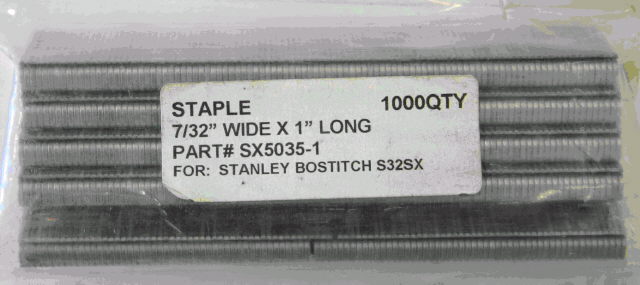 STAPLE 1000QTY
7/32” WIDE X 1” LONG
PART# SX5035-1
FOR: STANLEY BOSTITCH S32SX